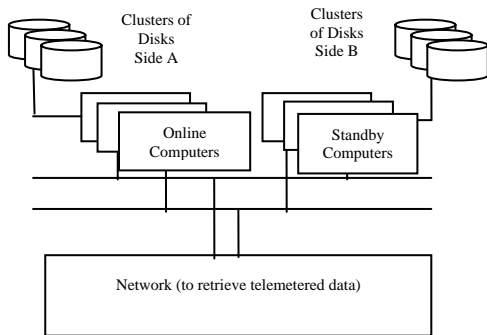 Clusters of
Disks
Side A
Clusters
of Disks
Side B
Online
Computers
Standby
Computers
Network (to retrieve telemetered data)